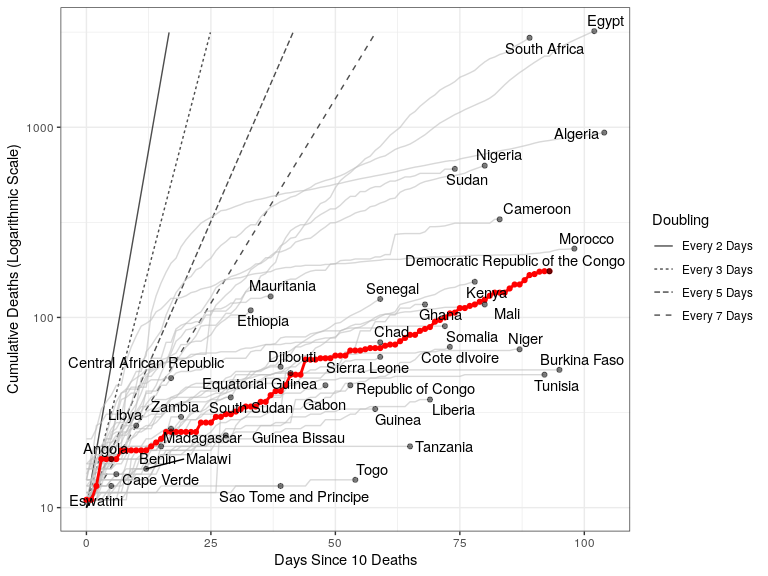 Egypt
South Africa
Algeria
Nigeria
Sudan
Cameroon
Morocco
Democratic Republic of the Congo
Mauritania
Senegal
Kenya
Ethiopia
Ghana
Mali
Chad
Somalia
Niger
Central African Republic
Djibouti
Cote dIvoire
Burkina Faso
Sierra Leone
Equatorial Guinea
Republic of Congo
Tunisia
Libya
Zambia
South Sudan
Gabon
Liberia
Guinea
Madagascar
Guinea Bissau
Angola
Tanzania
Benin
Malawi
Cape Verde
Togo
Sao Tome and Principe
Eswatini
1000
100
10
0
25
50
75
100
Days Since 10 Deaths
Cumulative Deaths (Logarithmic Scale)
Doubling
Every 2 Days
Every 3 Days
Every 5 Days
Every 7 Days